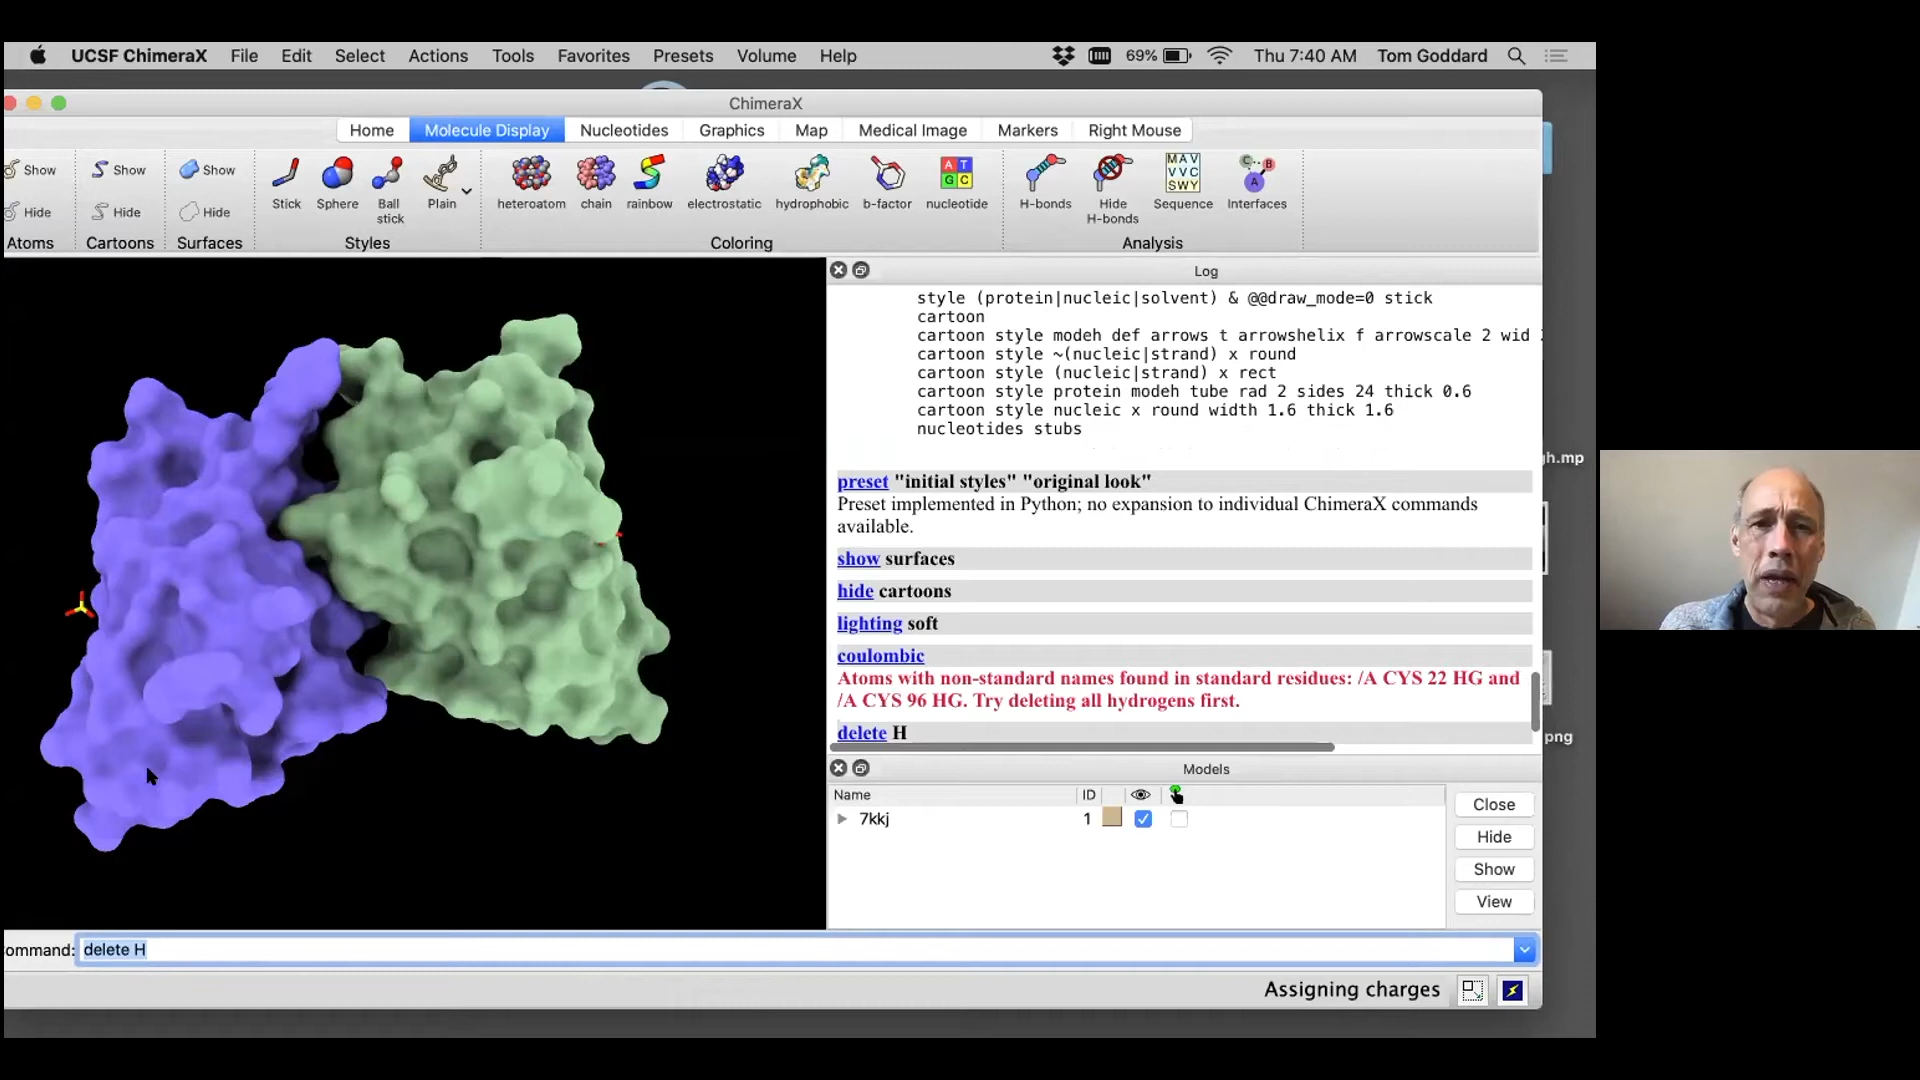 UCSF ChimeraX File Edit Select Actions Tools Favorites Presets Volume Help 69% Thu 7:40 AM Tom Goddard
ChimeraX
Home Molecule Display Nucleotides Graphics Map Medical Image Markers Right Mouse
Show Show Show
Hide Hide Hide
Atoms Cartoons Surfaces
Stick Sphere Ball stick Plain
Styles
heteroatom chain rainbow electrostatic hydrophobic b-factor nucleotide
A T
G C
Coloring
H-bonds Hide H-bonds Sequence Interfaces
MAV
VVC
SWY
C B
A
Analysis
Log
style (protein|nucleic|solvent) & @@draw_mode=0 stick
cartoon
cartoon style modeh def arrows t arrowshelix f arrowscale 2 wid
cartoon style ~(nucleic|strand) x round
cartoon style (nucleic|strand) x rect
cartoon style protein modeh tube rad 2 sides 24 thick 0.6
cartoon style nucleic x round width 1.6 thick 1.6
nucleotides stubs
preset "initial styles" "original look"
Preset implemented in Python; no expansion to individual ChimeraX commands
available.
show surfaces
hide cartoons
lighting soft
coulombic
Atoms with non-standard names found in standard residues: /A CYS 22 HG and
/A CYS 96 HG. Try deleting all hydrogens first.
delete H
Models
Name ID
7kkj 1
Close
Hide
Show
View
ommand: delete H
Assigning charges
gh.mp
png